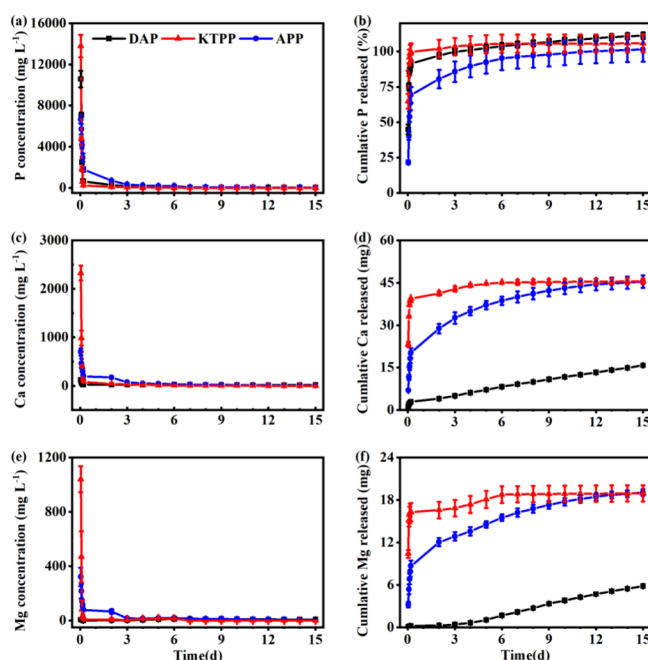 (a)
DAP KTPP APP
P concentration (mg L⁻¹)
16000
12000
8000
4000
0
0 3 6 9 12 15
(b)
Cumlative P released (%)
100
75
50
25
0
0 3 6 9 12 15
(c)
Ca concentration (mg L⁻¹)
3000
2000
1000
0
0 3 6 9 12 15
(d)
Cumlative Ca released (mg)
60
45
30
15
0
0 3 6 9 12 15
(e)
Mg concentration (mg L⁻¹)
1200
800
400
0
0 3 6 9 12 15
Time(d)
(f)
Cumlative Mg released (mg)
24
18
12
6
0
0 3 6 9 12 15
Time(d)